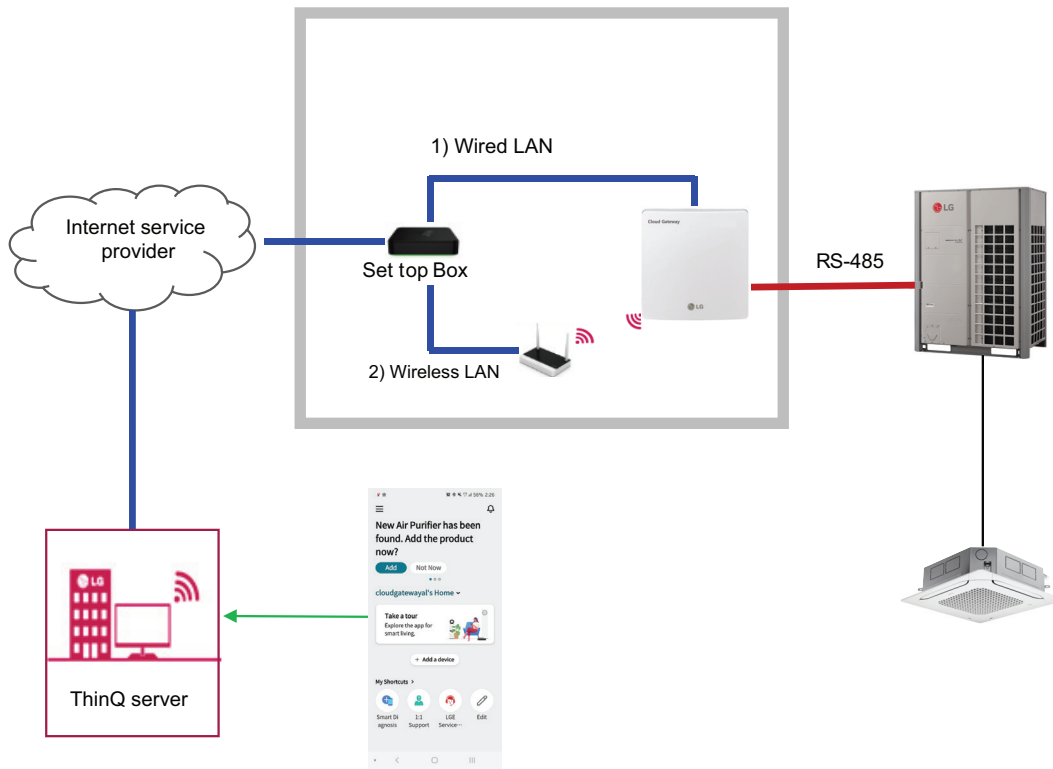 1) Wired LAN
Internet service
provider
Set top Box
Cloud Gateway
LG
RS-485
LG
2) Wireless LAN
56% 2:26
New Air Purifier has been
found. Add the product
now?
Add
Not Now
cloudgatewayal's Home
Take a tour
Explore the app for
smart living.
+ Add a device
My Shortcuts >
Smart Di
agnosis
1:1
Support
LGE
Service…
Edit
LG
ThinQ server